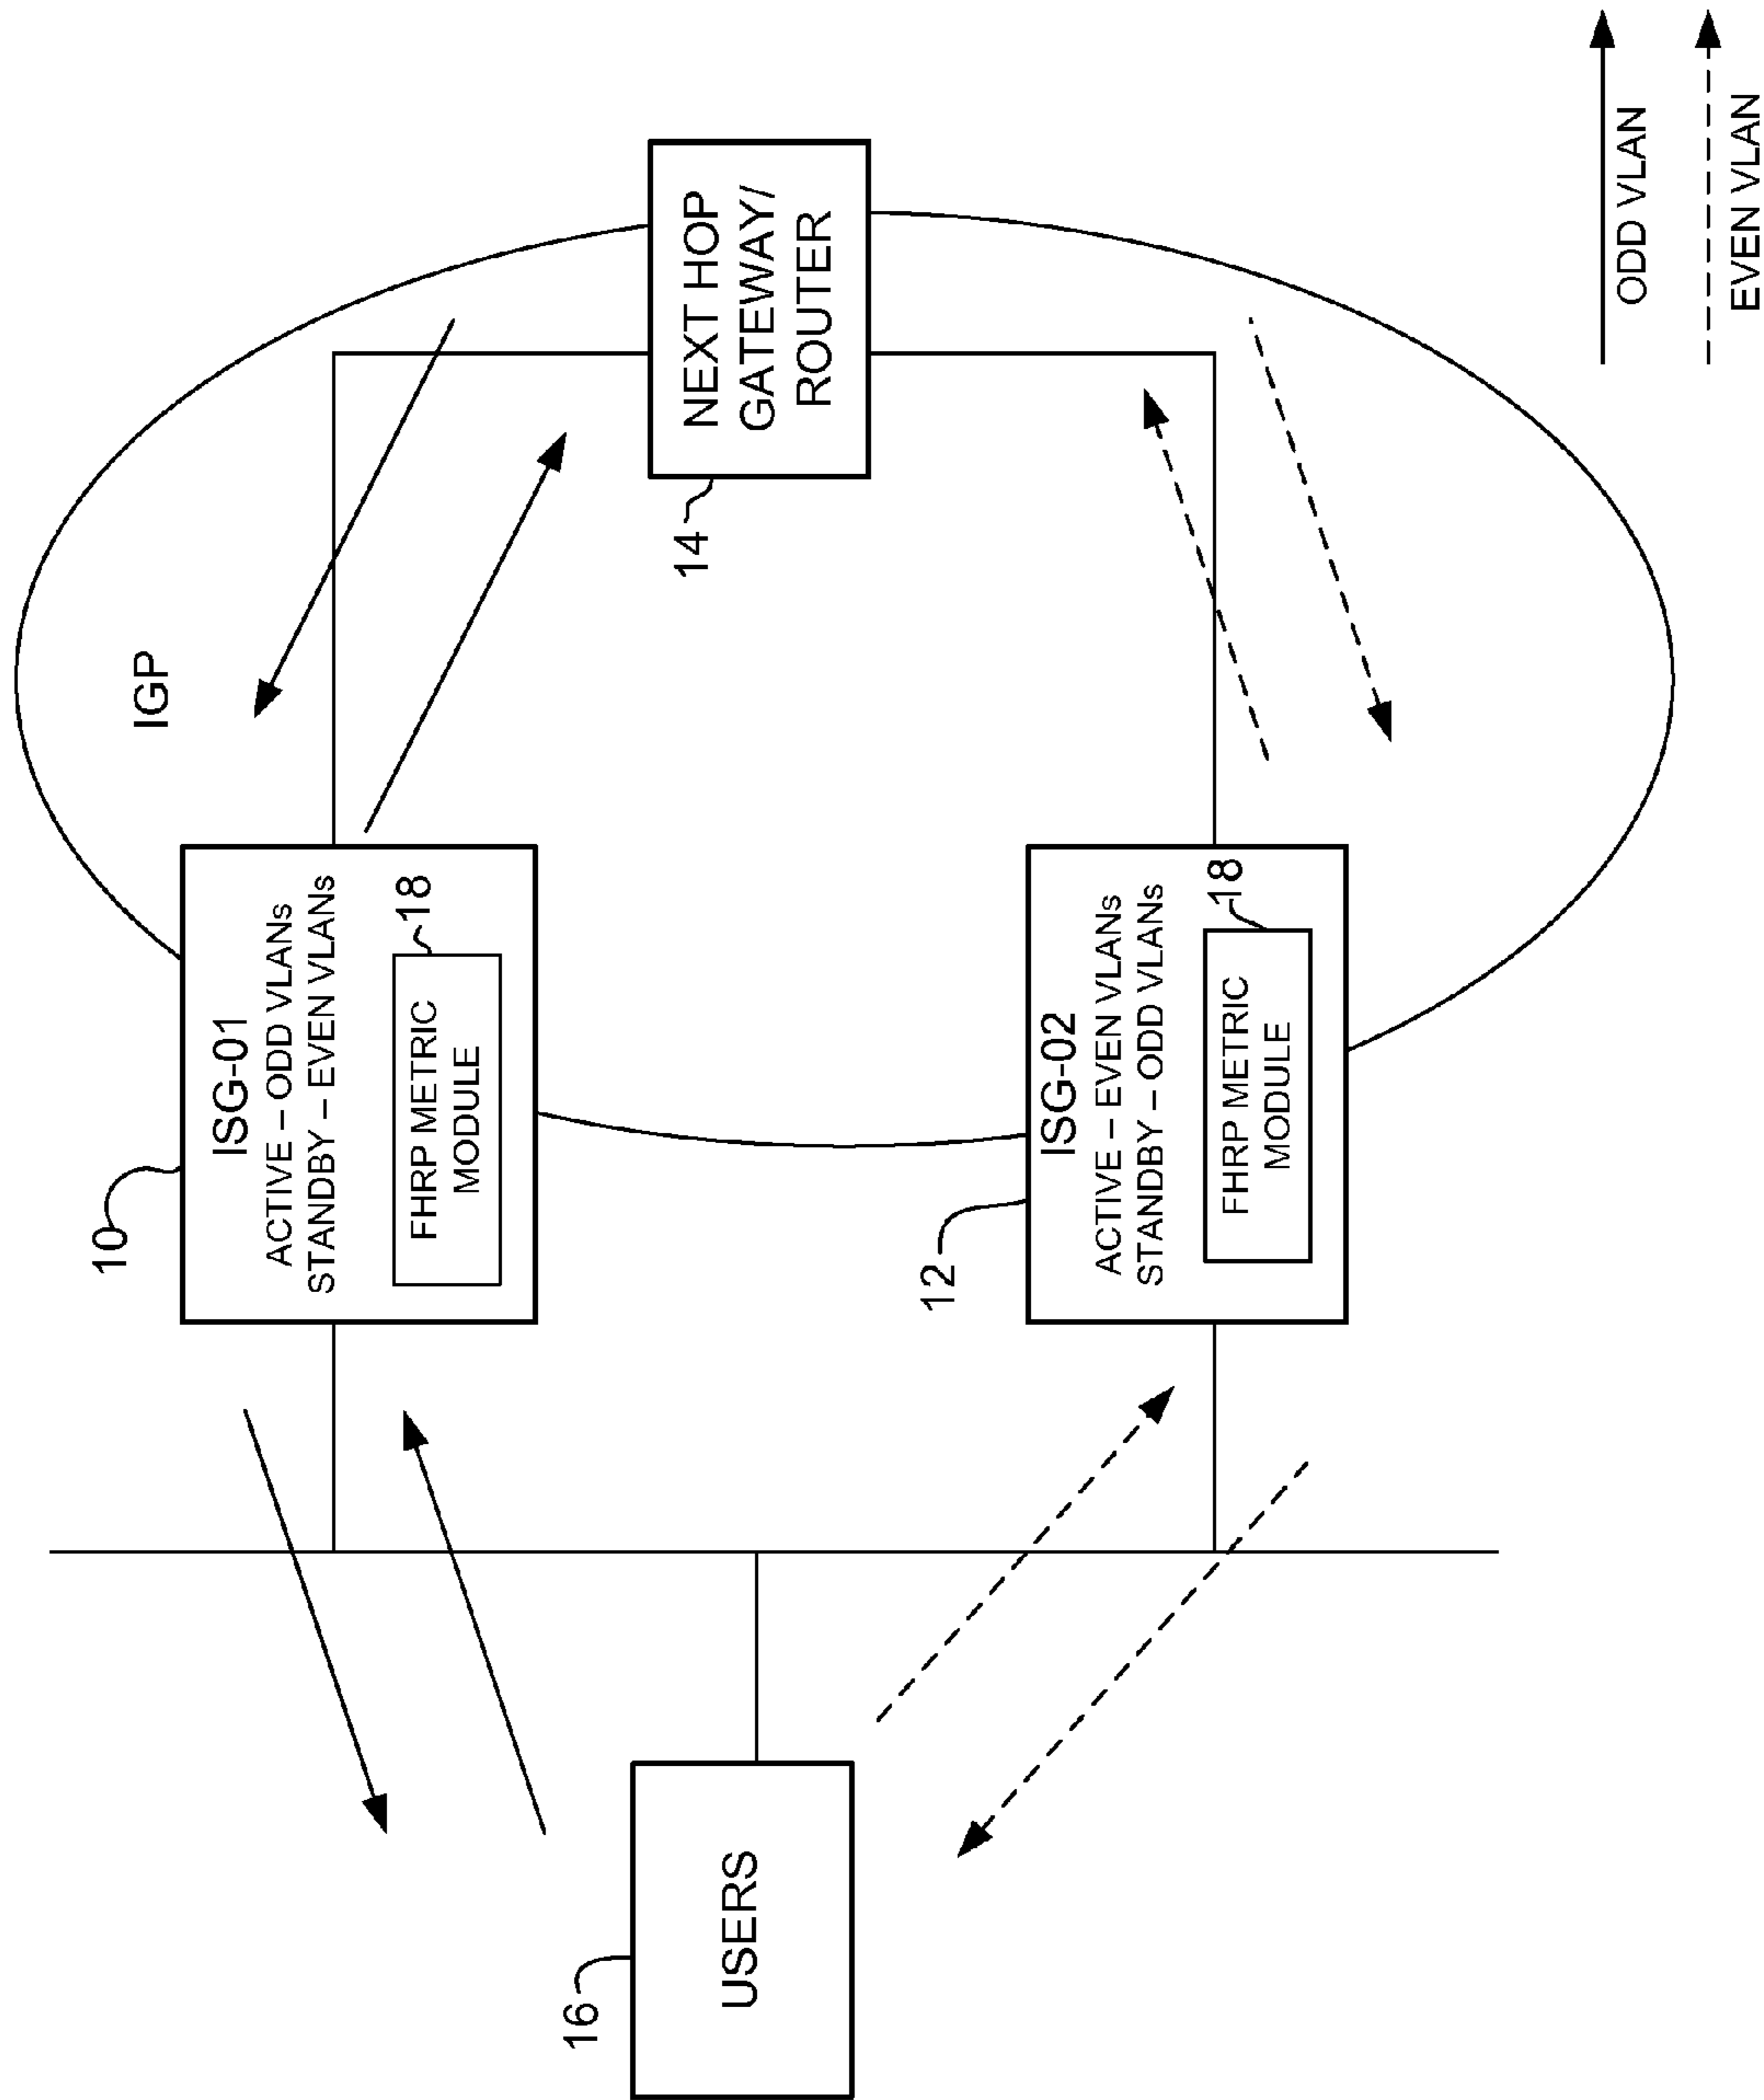 IGP
10
ISG-01
ACTIVE – ODD VLANs
STANDBY – EVEN VLANs
18
FHRP METRIC
MODULE
NEXT HOP
GATEWAY/
ROUTER
14
16
USERS
12
ISG-02
ACTIVE – EVEN VLANs
STANDBY – ODD VLANs
18
FHRP METRIC
MODULE
ODD VLAN
EVEN VLAN